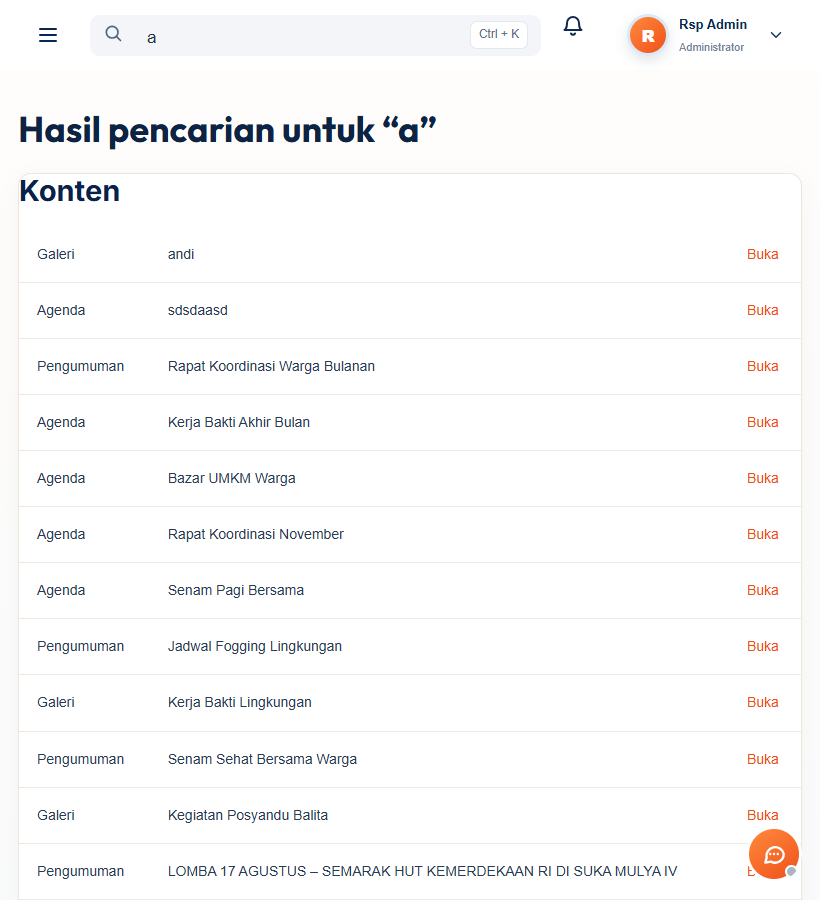 a
Ctrl + K
R
Rsp Admin
Administrator
Hasil pencarian untuk “a”
Konten
Galeri andi Buka
Agenda sdsdaasd Buka
Pengumuman Rapat Koordinasi Warga Bulanan Buka
Agenda Kerja Bakti Akhir Bulan Buka
Agenda Bazar UMKM Warga Buka
Agenda Rapat Koordinasi November Buka
Agenda Senam Pagi Bersama Buka
Pengumuman Jadwal Fogging Lingkungan Buka
Galeri Kerja Bakti Lingkungan Buka
Pengumuman Senam Sehat Bersama Warga Buka
Galeri Kegiatan Posyandu Balita Buka
Pengumuman LOMBA 17 AGUSTUS – SEMARAK HUT KEMERDEKAAN RI DI SUKA MULYA IV